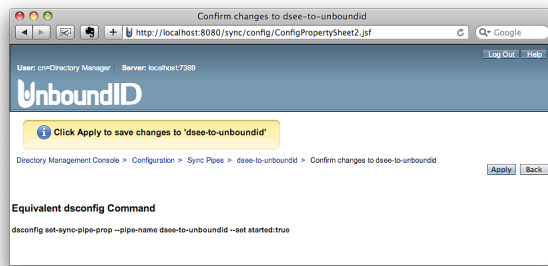 Confirm changes to dsee-to-unboundid
http://localhost:8080/sync/config/ConfigPropertySheet2.jsf
Google
Log Out Help
User: cn=Directory Manager Server: localhost:7389
UnboundID
Click Apply to save changes to 'dsee-to-unboundid'
Directory Management Console > Configuration > Sync Pipes > dsee-to-unboundid > Confirm changes to dsee-to-unboundid
Apply Back
Equivalent dsconfig Command
dsconfig set-sync-pipe-prop --pipe-name dsee-to-unboundid --set started:true